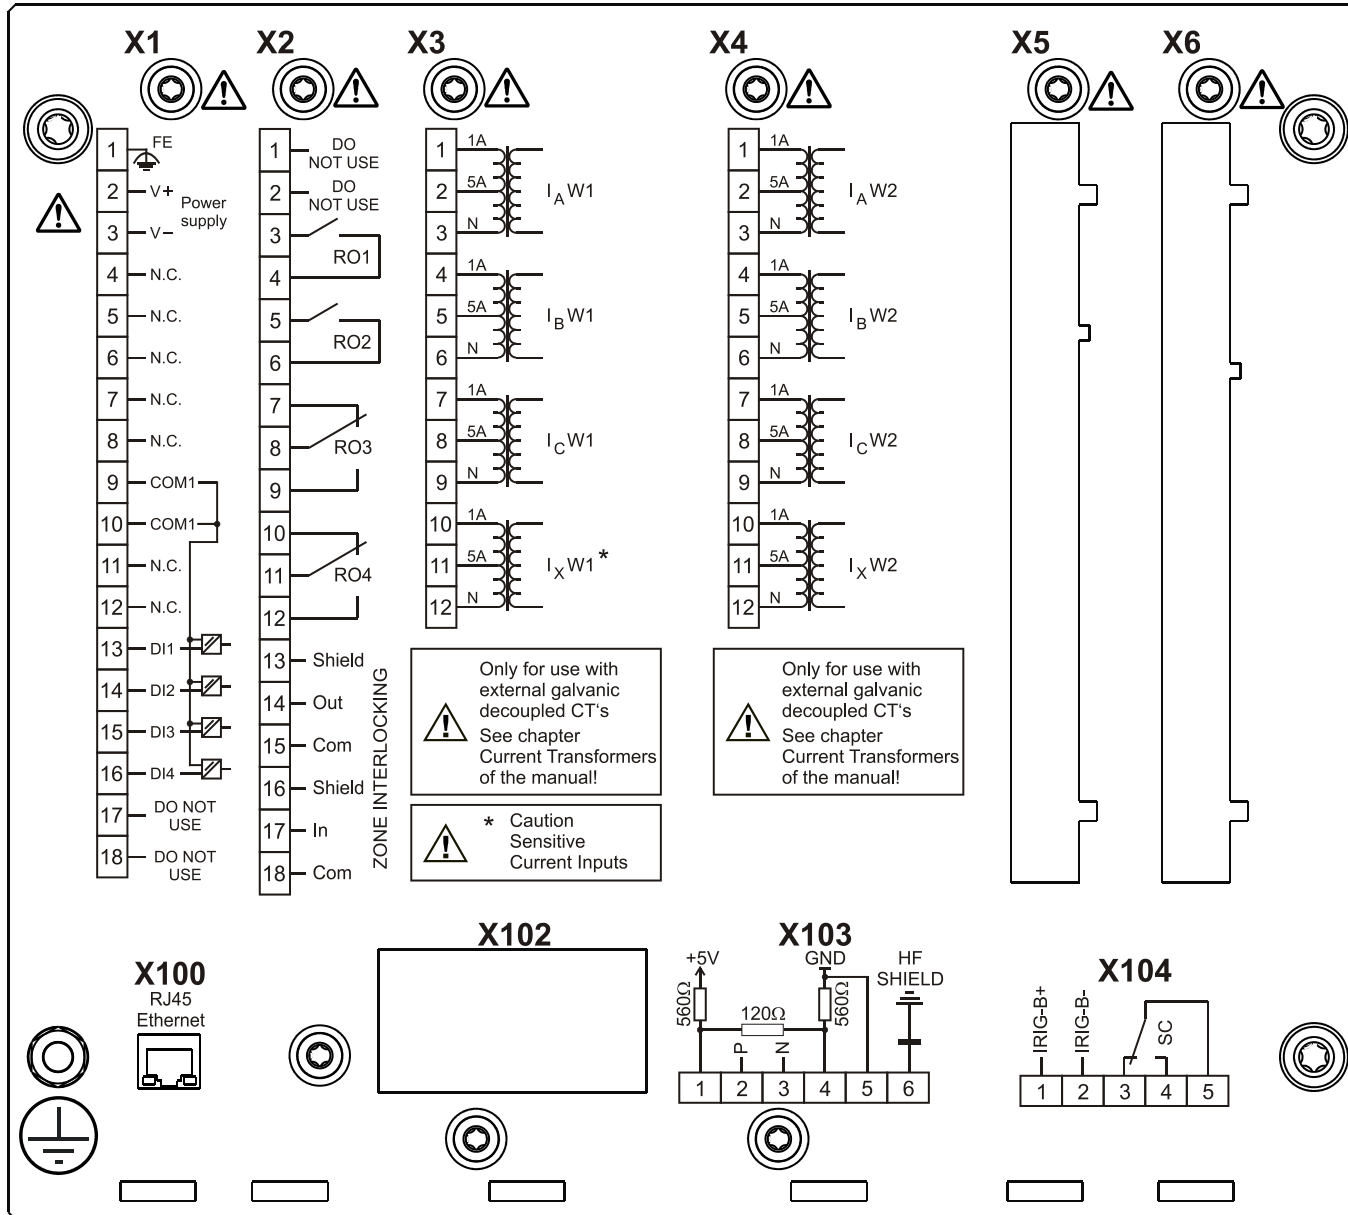 X1
X2
X3
X4
X5
X6
1 FE
2 V+
Power
supply
3 V−
4 N.C.
5 N.C.
6 N.C.
7 N.C.
8 N.C.
9 COM1
10 COM1
11 N.C.
12 N.C.
13 DI1
14 DI2
15 DI3
16 DI4
17 DO NOT
USE
18 DO NOT
USE
1 DO
NOT USE
2 DO
NOT USE
3
RO1
4
5
RO2
6
7
8 RO3
9
10
11 RO4
12
13 Shield
14 Out
15 Com
16 Shield
17 In
18 Com
ZONE INTERLOCKING
1 1A
2 5A IAW1
3 N
4 1A
5 5A IBW1
6 N
7 1A
8 5A ICW1
9 N
10 1A
11 5A IXW1 *
12 N
Only for use with
external galvanic
decoupled CT‘s
See chapter
Current Transformers
of the manual!
* Caution
Sensitive
Current Inputs
1 1A
2 5A IAW2
3 N
4 1A
5 5A IBW2
6 N
7 1A
8 5A ICW2
9 N
10 1A
11 5A IXW2
12 N
Only for use with
external galvanic
decoupled CT‘s
See chapter
Current Transformers
of the manual!
X100
RJ45
Ethernet
X102
X103
+5V GND HF
SHIELD
560Ω 120Ω 560Ω
P N
1 2 3 4 5 6
X104
IRIG-B+ IRIG-B- SC
1 2 3 4 5